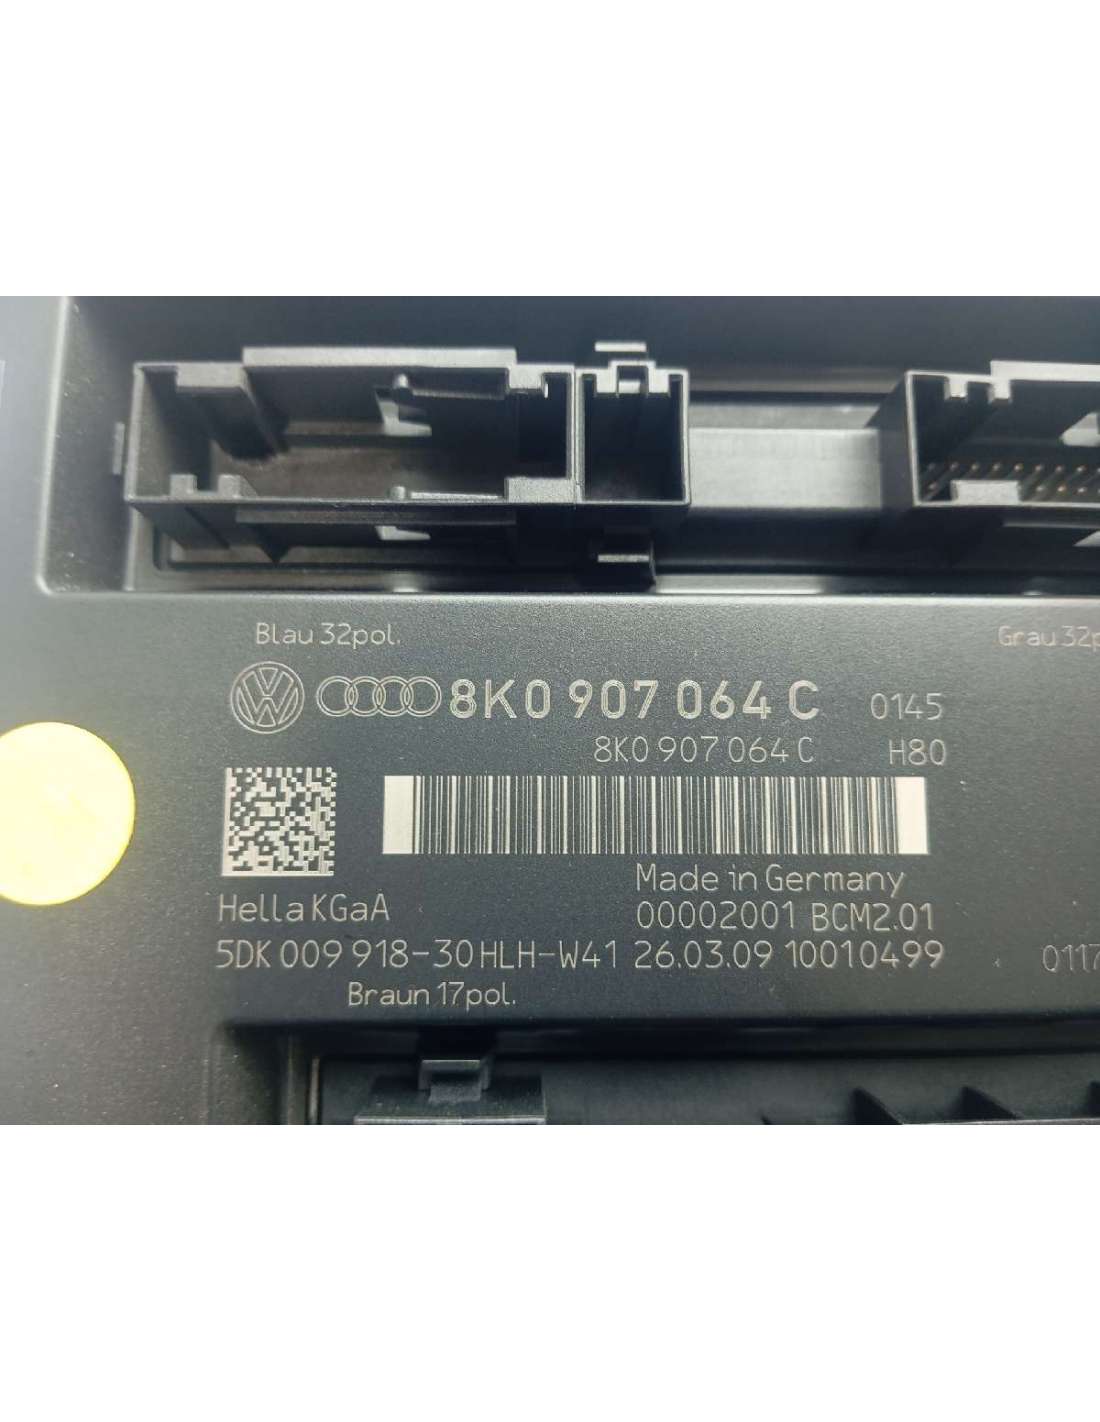 Blau 32pol.
Grau 32p
8K0 907 064 C 0145
8K0 907 064 C H80
Made in Germany
Hella KGaA 00002001 BCM2.01
5DK 009 918-30 HLH-W41 26.03.09 10010499 0117
Braun 17pol.